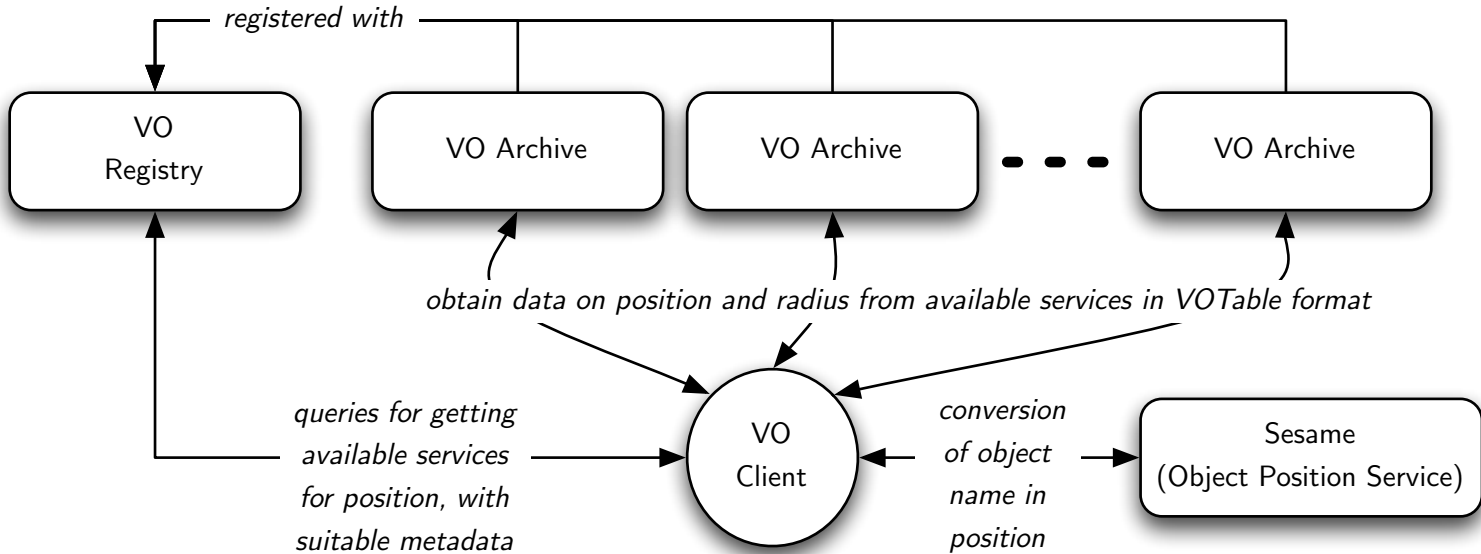 registered with
VO
Registry
VO Archive
VO Archive
VO Archive
obtain data on position and radius from available services in VOTable format
queries for getting
available services
for position, with
suitable metadata
VO
Client
conversion
of object
name in
position
Sesame
(Object Position Service)